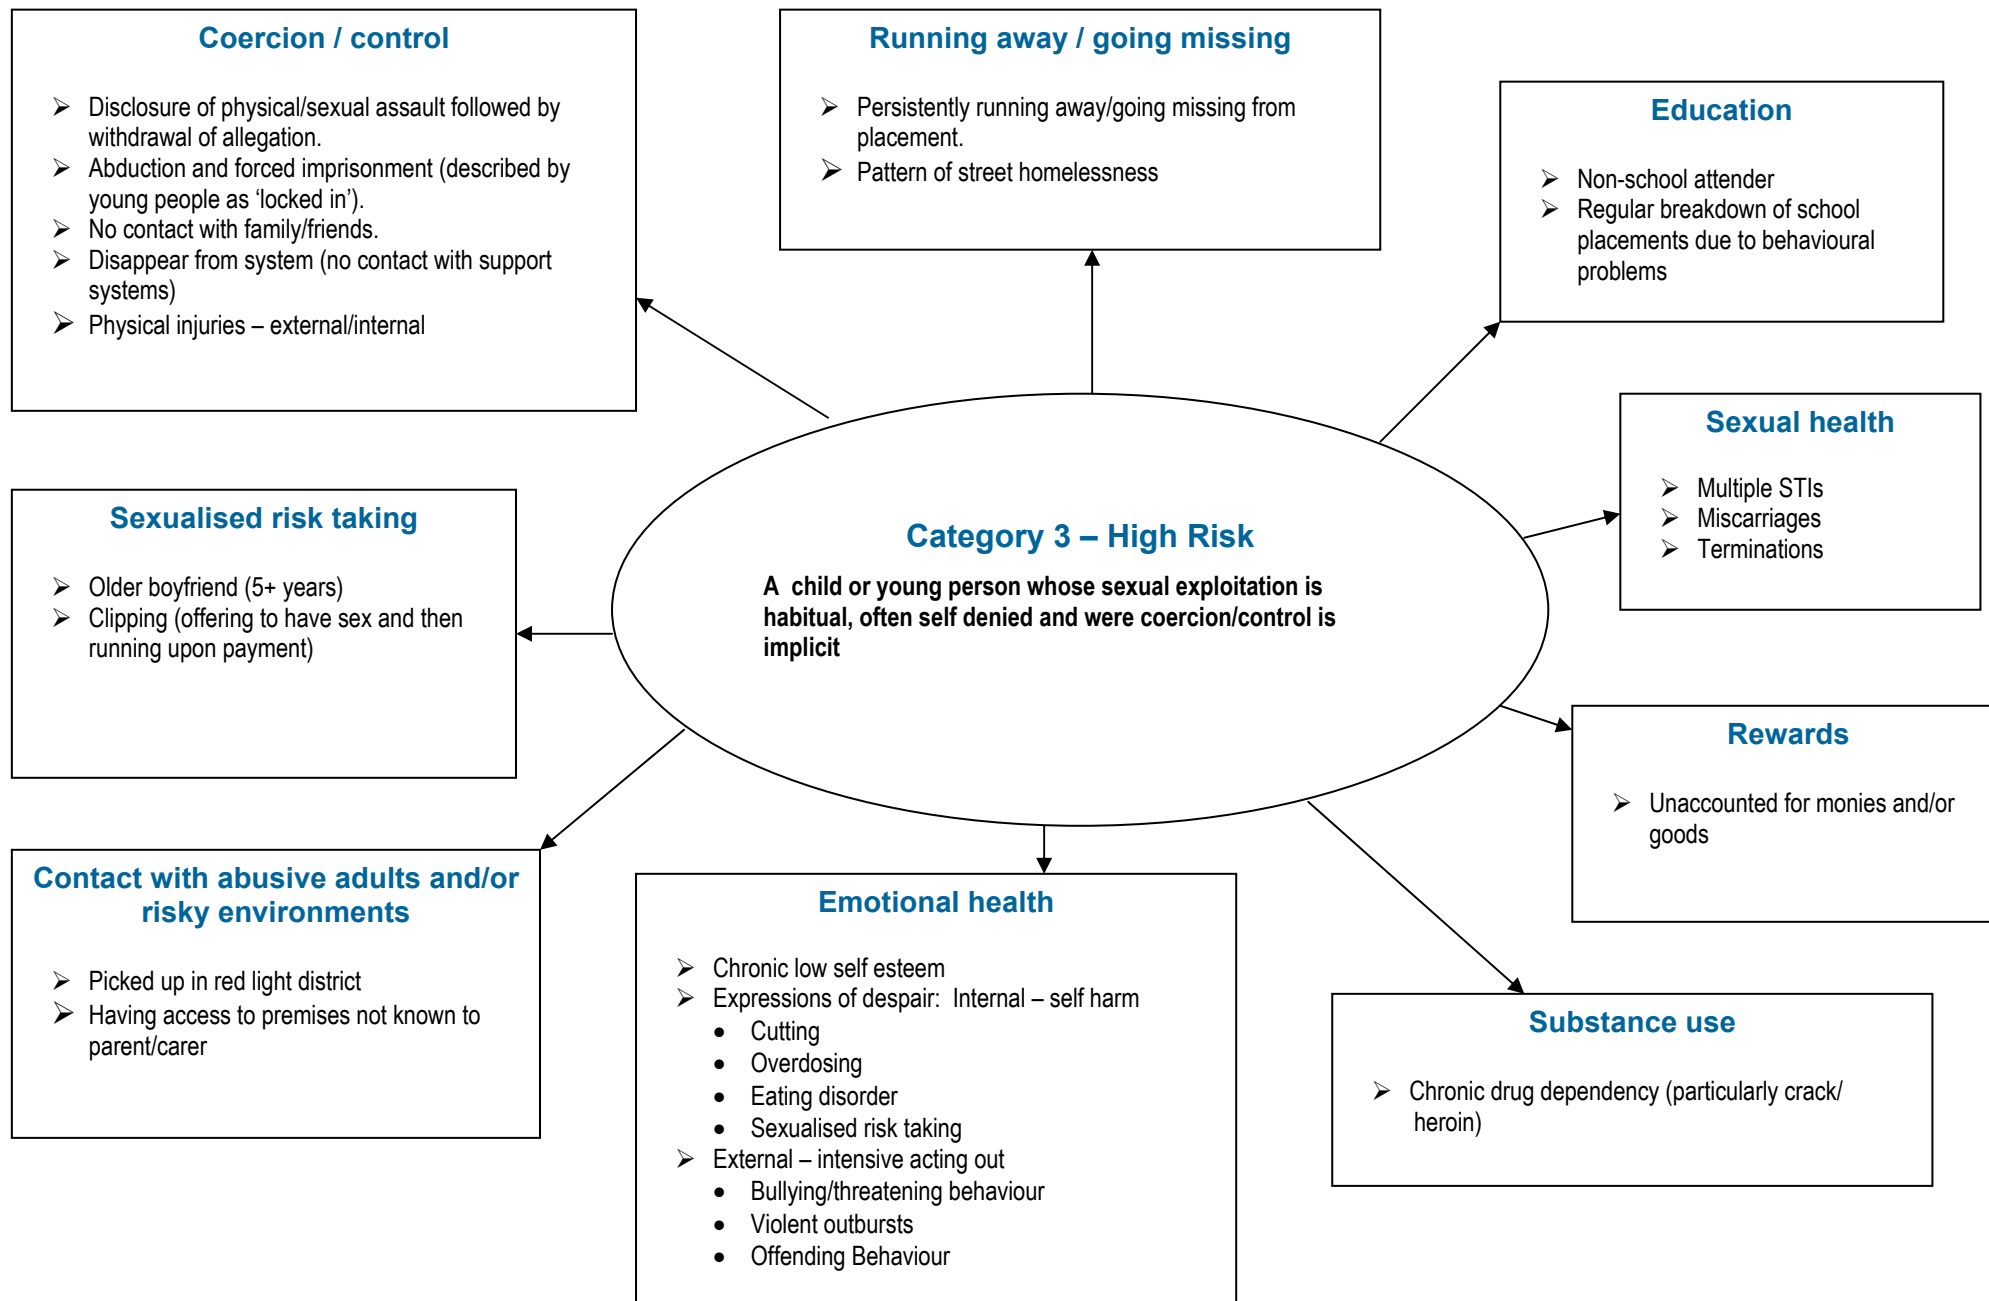 Coercion / control
➢ Disclosure of physical/sexual assault followed by
withdrawal of allegation.
➢ Abduction and forced imprisonment (described by
young people as ‘locked in’).
➢ No contact with family/friends.
➢ Disappear from system (no contact with support
systems)
➢ Physical injuries – external/internal
Running away / going missing
➢ Persistently running away/going missing from
placement.
➢ Pattern of street homelessness
Education
➢ Non-school attender
➢ Regular breakdown of school
placements due to behavioural
problems
Sexual health
➢ Multiple STIs
➢ Miscarriages
➢ Terminations
Sexualised risk taking
➢ Older boyfriend (5+ years)
➢ Clipping (offering to have sex and then
running upon payment)
Category 3 – High Risk
A child or young person whose sexual exploitation is
habitual, often self denied and were coercion/control is
implicit
Rewards
➢ Unaccounted for monies and/or
goods
Contact with abusive adults and/or
risky environments
➢ Picked up in red light district
➢ Having access to premises not known to
parent/carer
Emotional health
➢ Chronic low self esteem
➢ Expressions of despair: Internal – self harm
• Cutting
• Overdosing
• Eating disorder
• Sexualised risk taking
➢ External – intensive acting out
• Bullying/threatening behaviour
• Violent outbursts
• Offending Behaviour
Substance use
➢ Chronic drug dependency (particularly crack/
heroin)